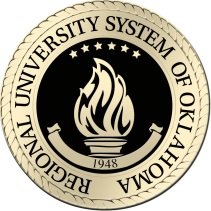 REGIONAL UNIVERSITY SYSTEM OF OKLAHOMA
1948